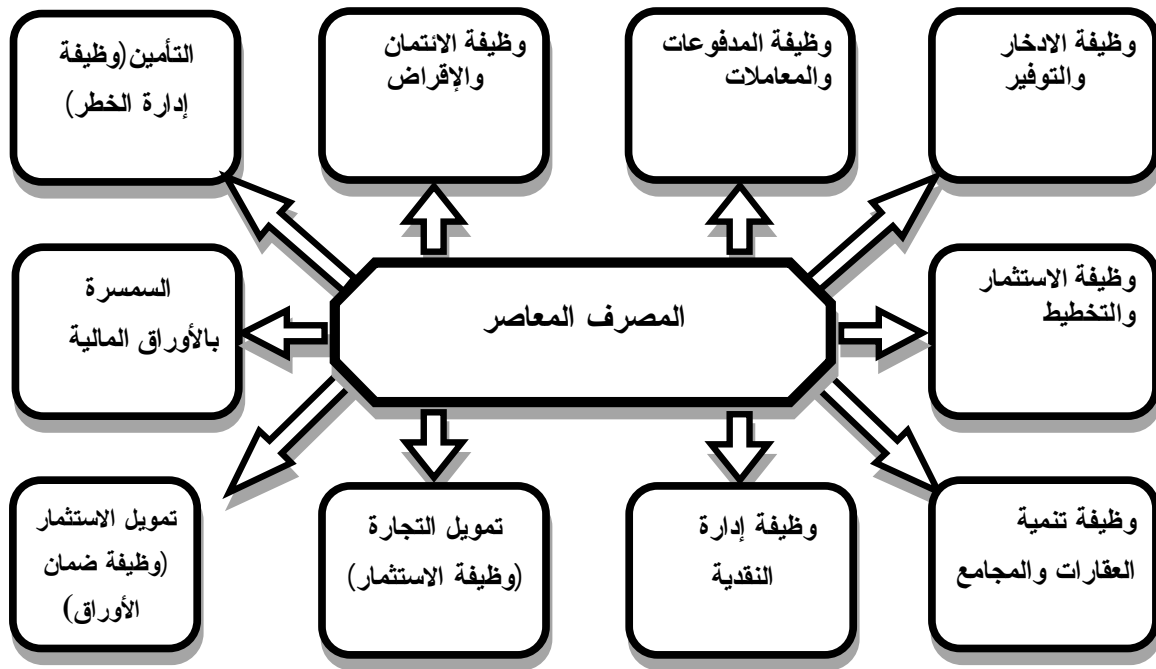 وظيفة الادخار
والتوفير
وظيفة المدفوعات
والمعاملات
وظيفة الائتمان
والإقراض
التأمين(وظيفة
إدارة الخطر)
وظيفة الاستثمار
والتخطيط
المصرف المعاصر
السمسرة
بالأوراق المالية
وظيفة تنمية
العقارات والمجامع
وظيفة إدارة
النقدية
تمويل التجارة
(وظيفة الاستثمار)
تمويل الاستثمار
(وظيفة ضمان
الأوراق)